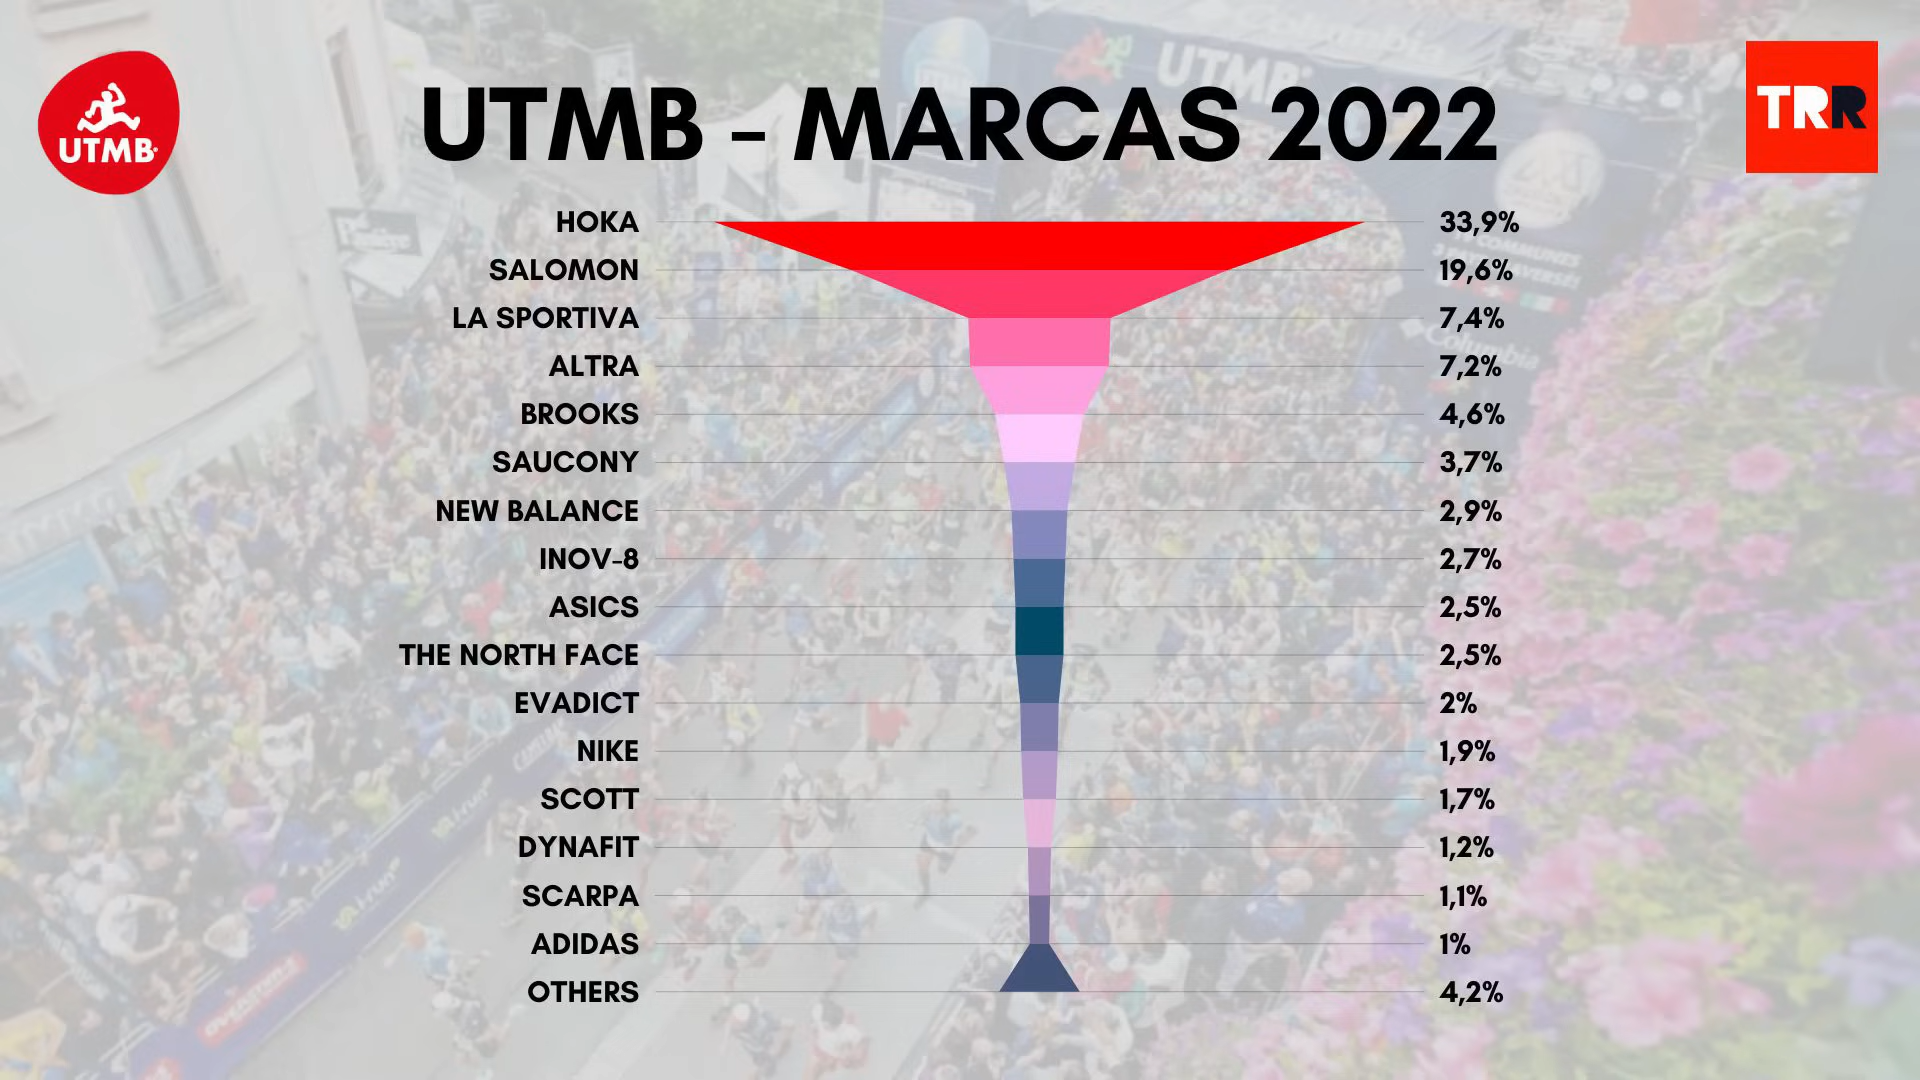 UTMB
UTMB - MARCAS 2022
TRR
UTMB
HOKA 33,9%
SALOMON 19,6%
LA SPORTIVA 7,4%
Columbia
ALTRA 7,2%
BROOKS 4,6%
SAUCONY 3,7%
NEW BALANCE 2,9%
INOV-8 2,7%
ASICS 2,5%
THE NORTH FACE 2,5%
EVADICT 2%
NIKE 1,9%
SCOTT 1,7%
DYNAFIT 1,2%
SCARPA 1,1%
ADIDAS 1%
OTHERS 4,2%